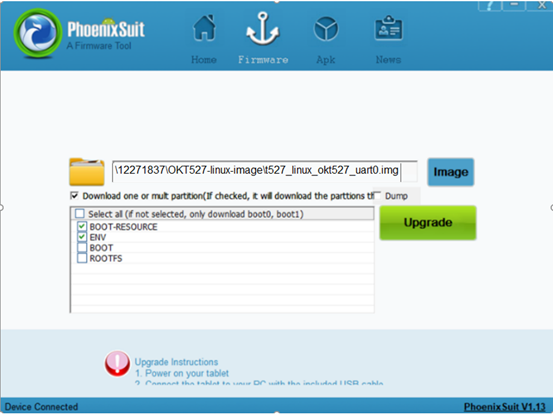 PhoenixSuit
A Firmware Tool
Home
Firmware
Apk
News
\12271837\OKT527-linux-image\t527_linux_okt527_uart0.img
Image
Download one or mult partition(If checked, it will download the parttions th
Dump
Select all (if not selected, only download boot0, boot1)
BOOT-RESOURCE
ENV
BOOT
ROOTFS
Upgrade
Upgrade Instructions
1. Power on your tablet
2. Connect the tablet to your PC with the included USB cable
Device Connected
PhoenixSuit V1.13